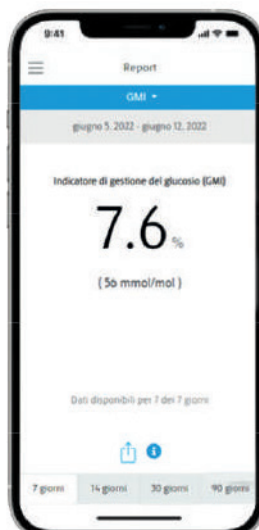 9:41
Report
GMI
giugno 5, 2022 - giugno 12, 2022
Indicatore di gestione del glucosio (GMI)
7.6 %
( 56 mmol/mol )
Dati disponibili per 7 dei 7 giorni
7 giorni 14 giorni 30 giorni 90 giorni